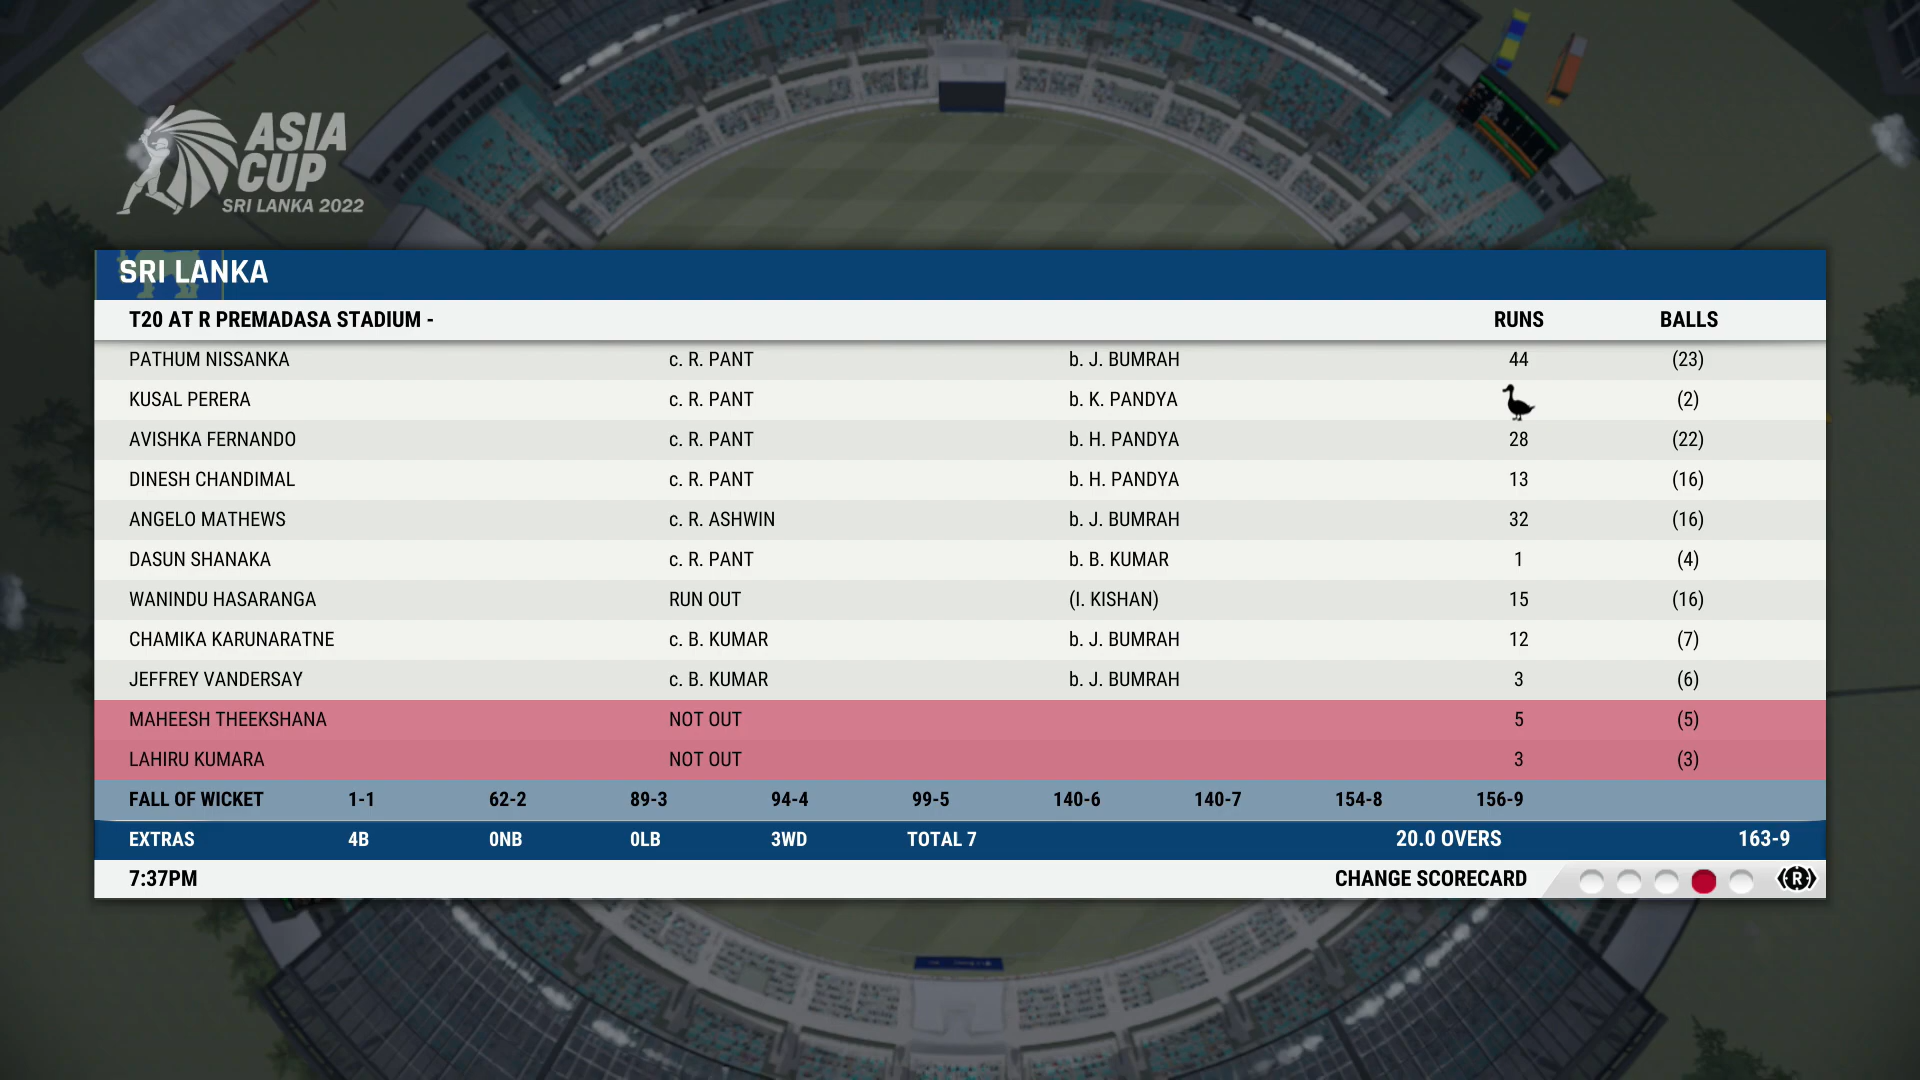 ASIA
CUP
SRI LANKA 2022
SRI LANKA
T20 AT R PREMADASA STADIUM - RUNS BALLS
PATHUM NISSANKA c. R. PANT b. J. BUMRAH 44 (23)
KUSAL PERERA c. R. PANT b. K. PANDYA (2)
AVISHKA FERNANDO c. R. PANT b. H. PANDYA 28 (22)
DINESH CHANDIMAL c. R. PANT b. H. PANDYA 13 (16)
ANGELO MATHEWS c. R. ASHWIN b. J. BUMRAH 32 (16)
DASUN SHANAKA c. R. PANT b. B. KUMAR 1 (4)
WANINDU HASARANGA RUN OUT (I. KISHAN) 15 (16)
CHAMIKA KARUNARATNE c. B. KUMAR b. J. BUMRAH 12 (7)
JEFFREY VANDERSAY c. B. KUMAR b. J. BUMRAH 3 (6)
MAHEESH THEEKSHANA NOT OUT 5 (5)
LAHIRU KUMARA NOT OUT 3 (3)
FALL OF WICKET 1-1 62-2 89-3 94-4 99-5 140-6 140-7 154-8 156-9
EXTRAS 4B 0NB 0LB 3WD TOTAL 7 20.0 OVERS 163-9
7:37PM CHANGE SCORECARD R